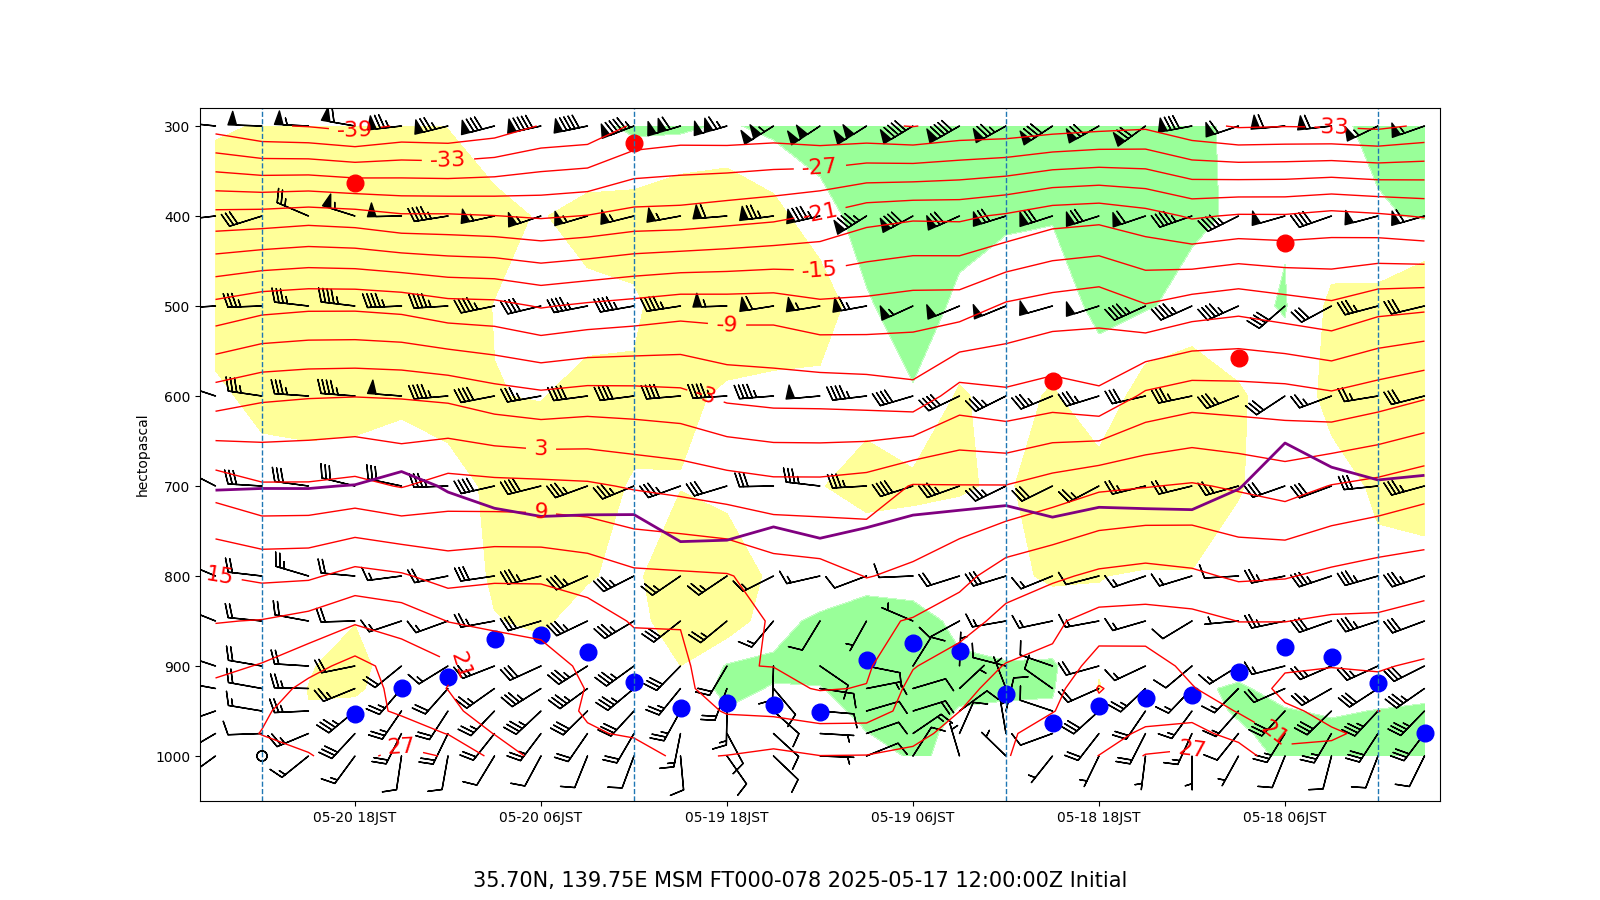 300
400
500
600
700
800
900
1000
hectopascal
-39
-33
-27
-21
-15
-9
-3
3
9
15
21
27
33
21
27
05-20 18JST
05-20 06JST
05-19 18JST
05-19 06JST
05-18 18JST
05-18 06JST
35.70N, 139.75E MSM FT000-078 2025-05-17 12:00:00Z Initial